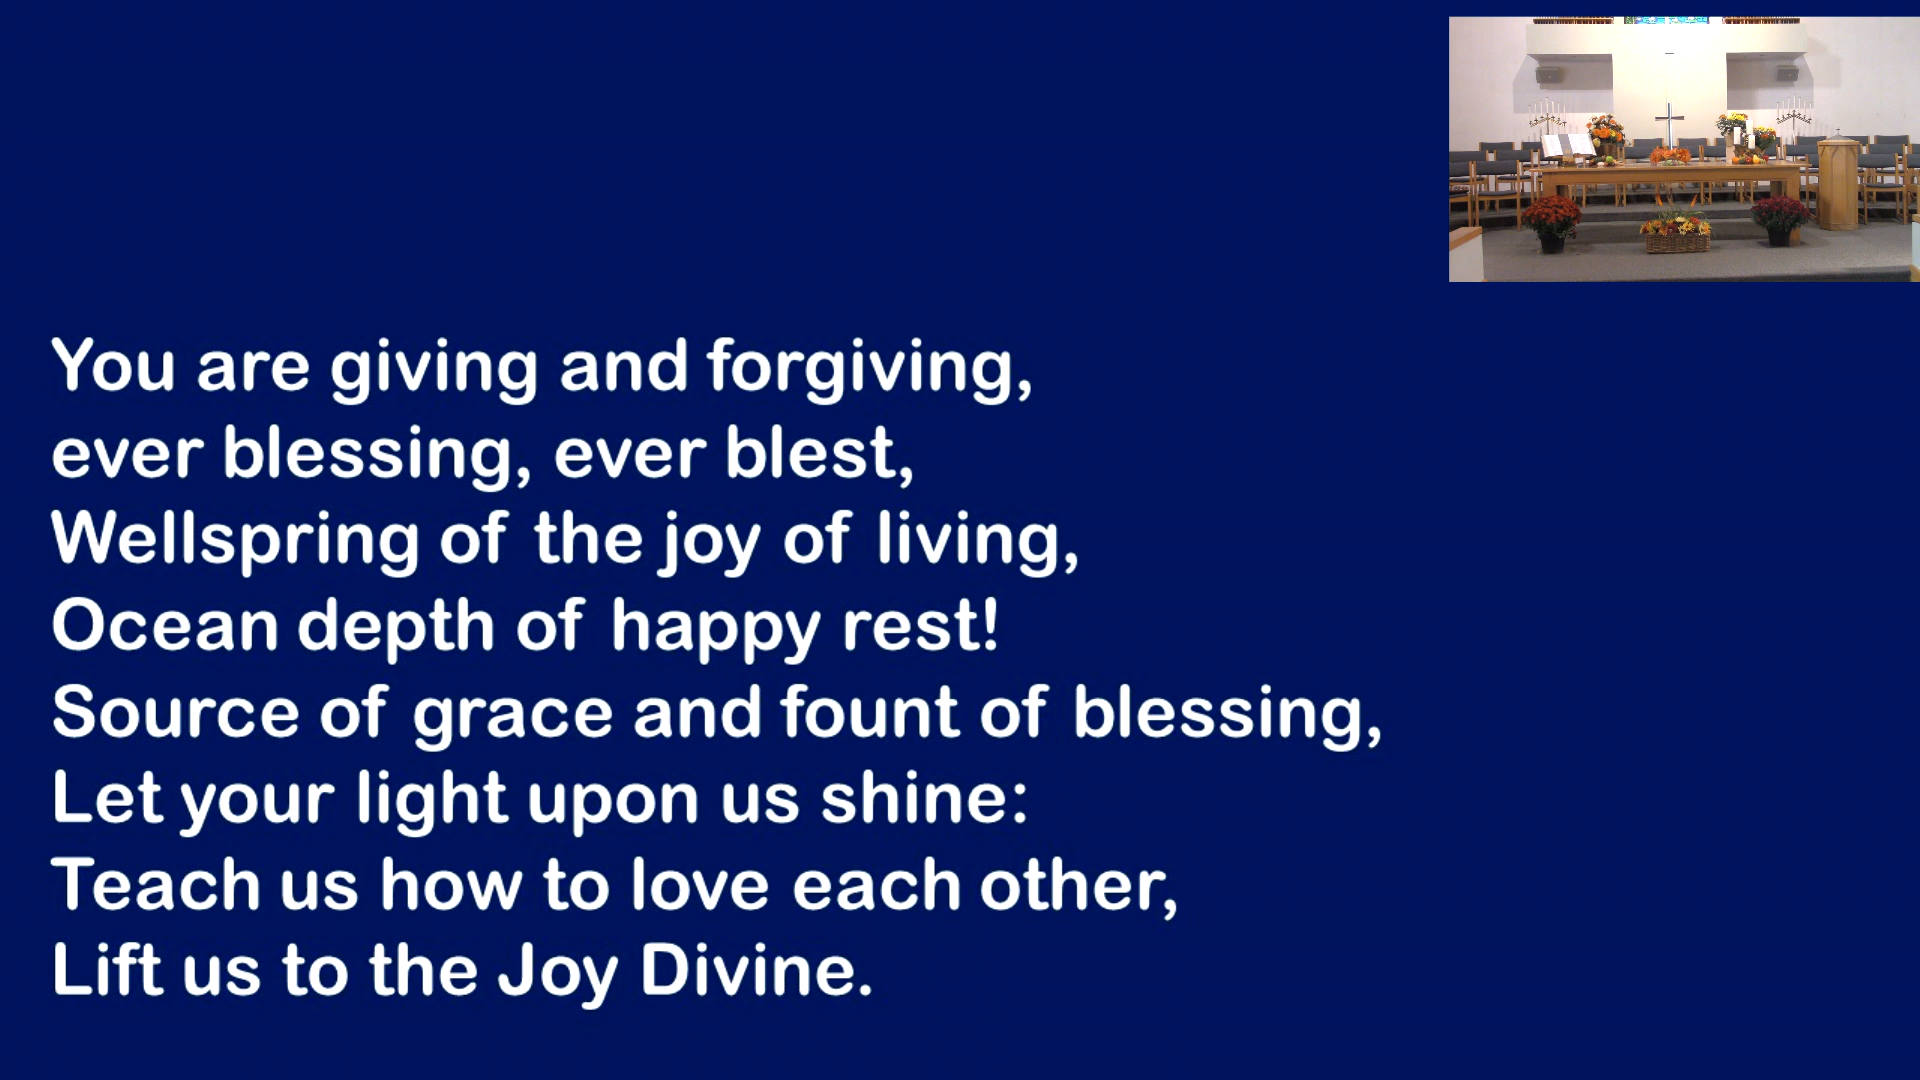 You are giving and forgiving,
ever blessing, ever blest,
Wellspring of the joy of living,
Ocean depth of happy rest!
Source of grace and fount of blessing,
Let your light upon us shine:
Teach us how to love each other,
Lift us to the Joy Divine.